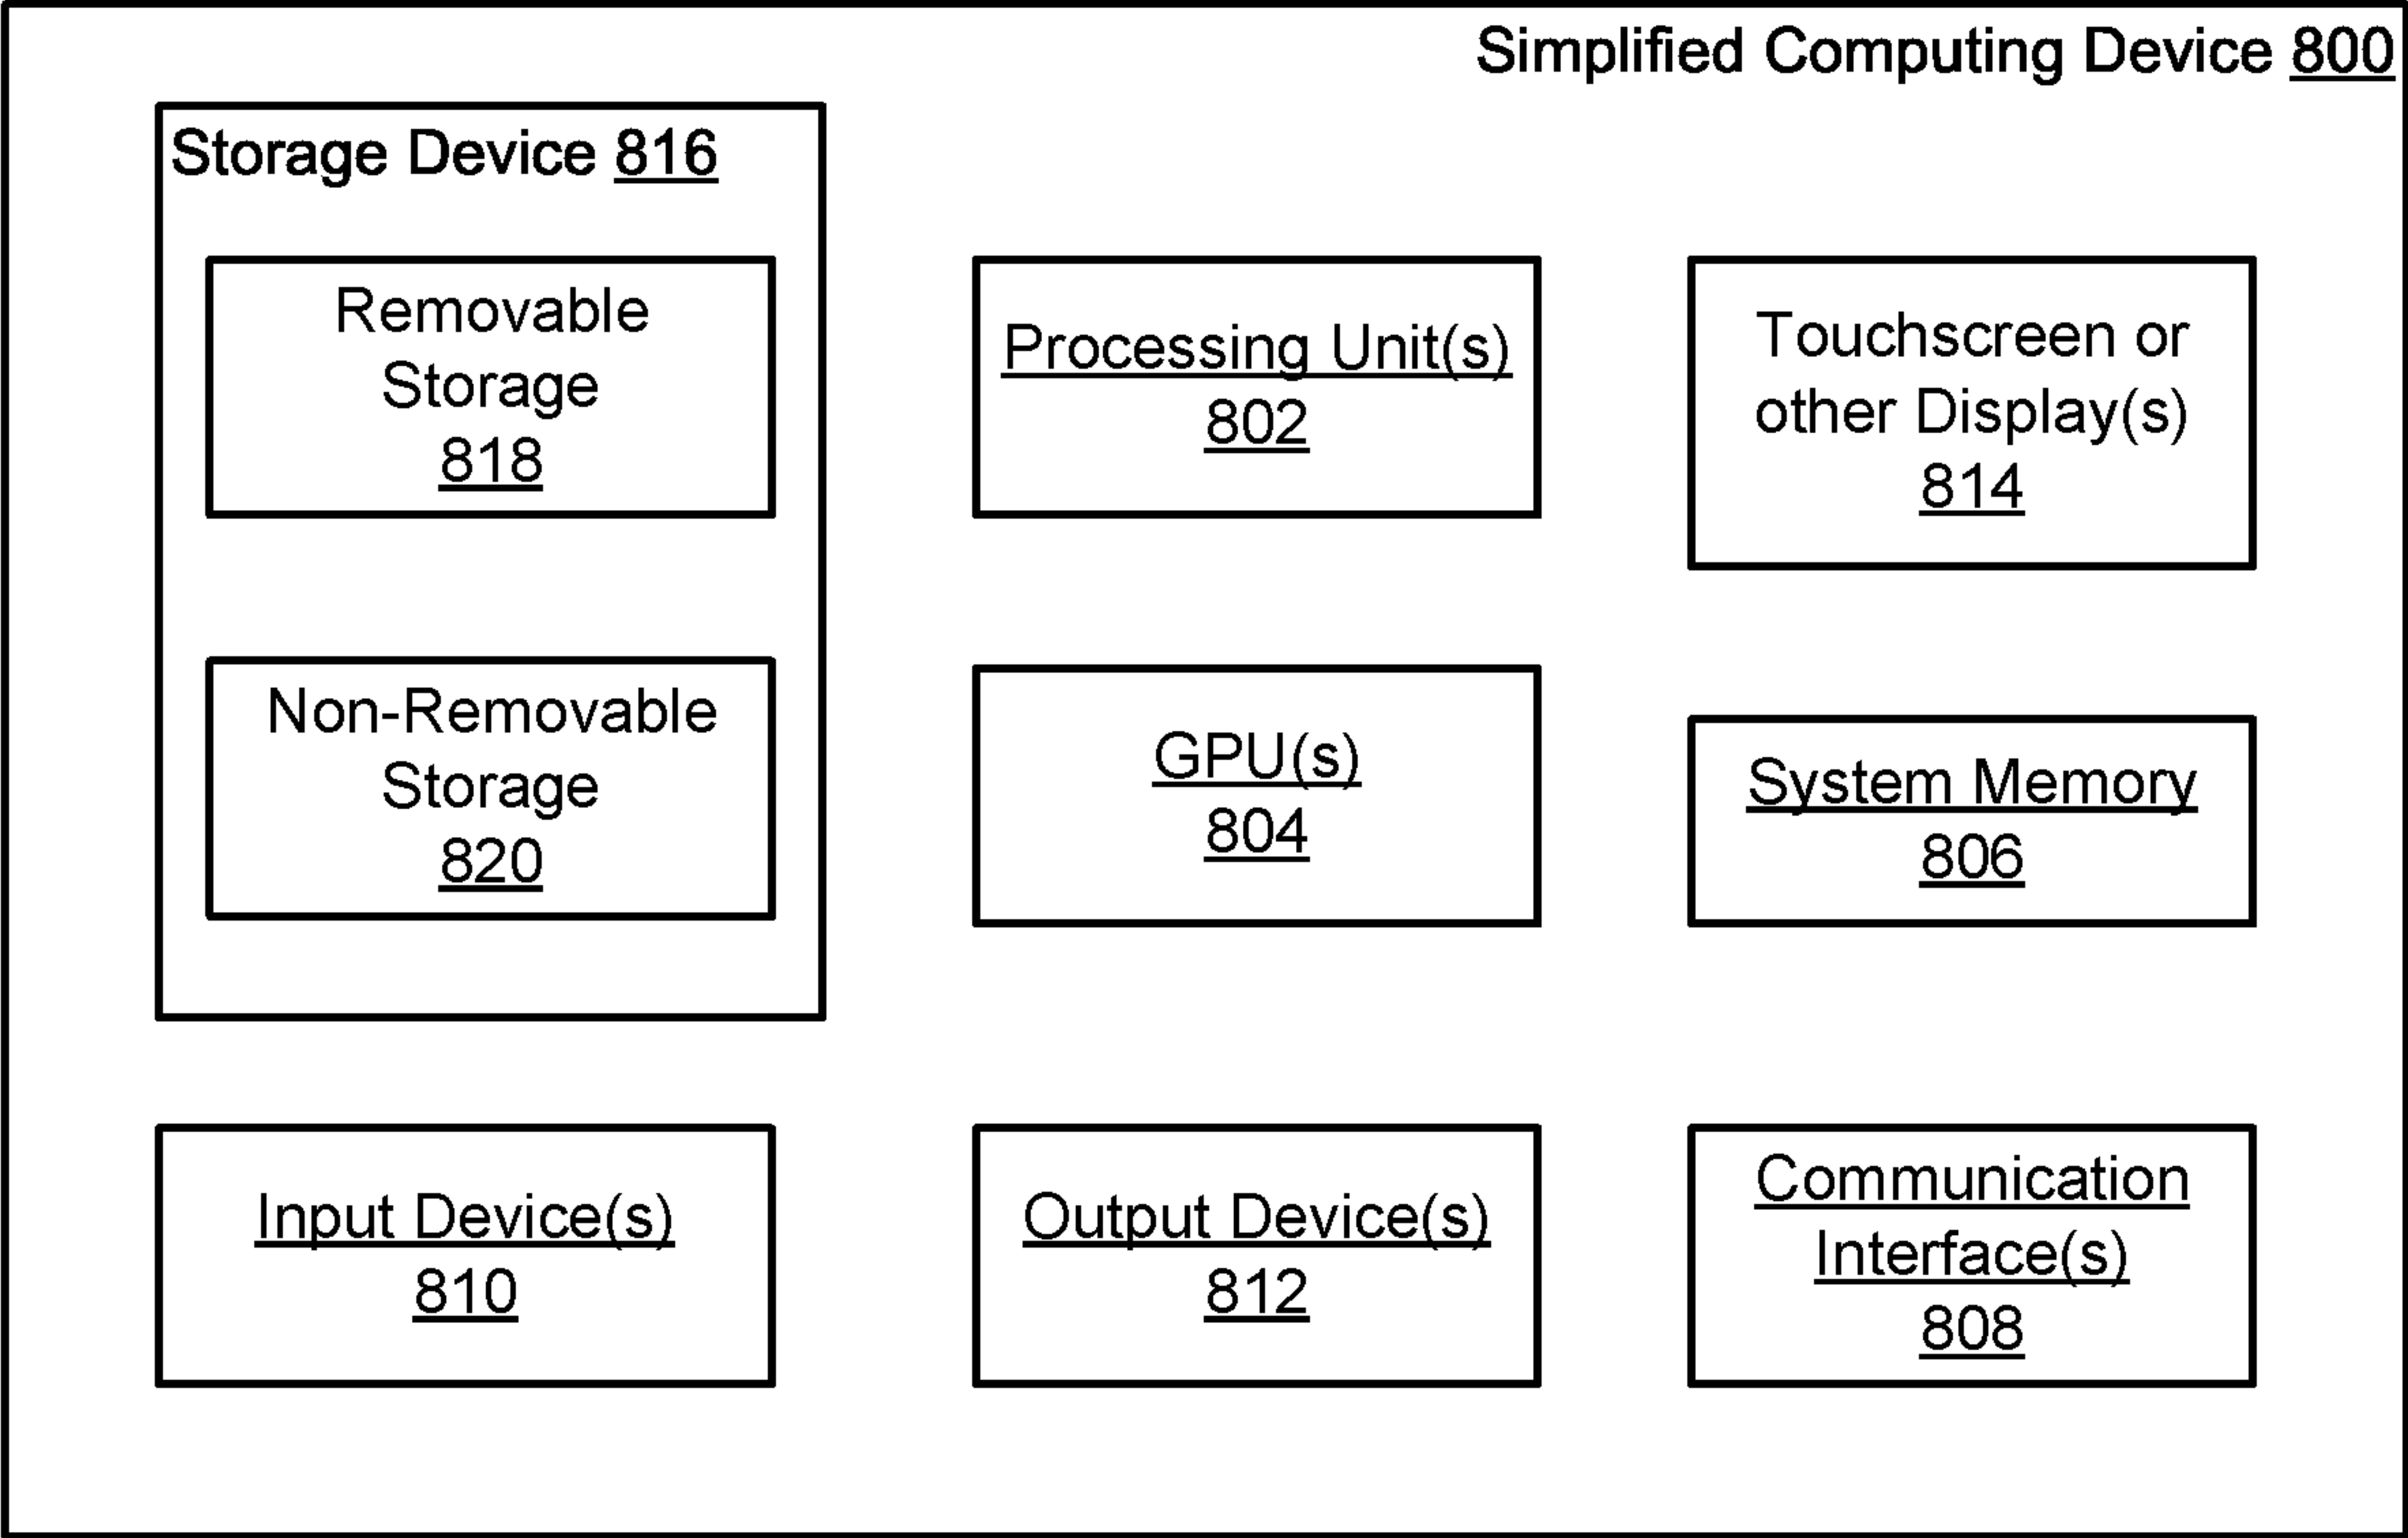 Simplified Computing Device 800
Storage Device 816
Removable
Storage
818
Processing Unit(s)
802
Touchscreen or
other Display(s)
814
Non-Removable
Storage
820
GPU(s)
804
System Memory
806
Input Device(s)
810
Output Device(s)
812
Communication
Interface(s)
808